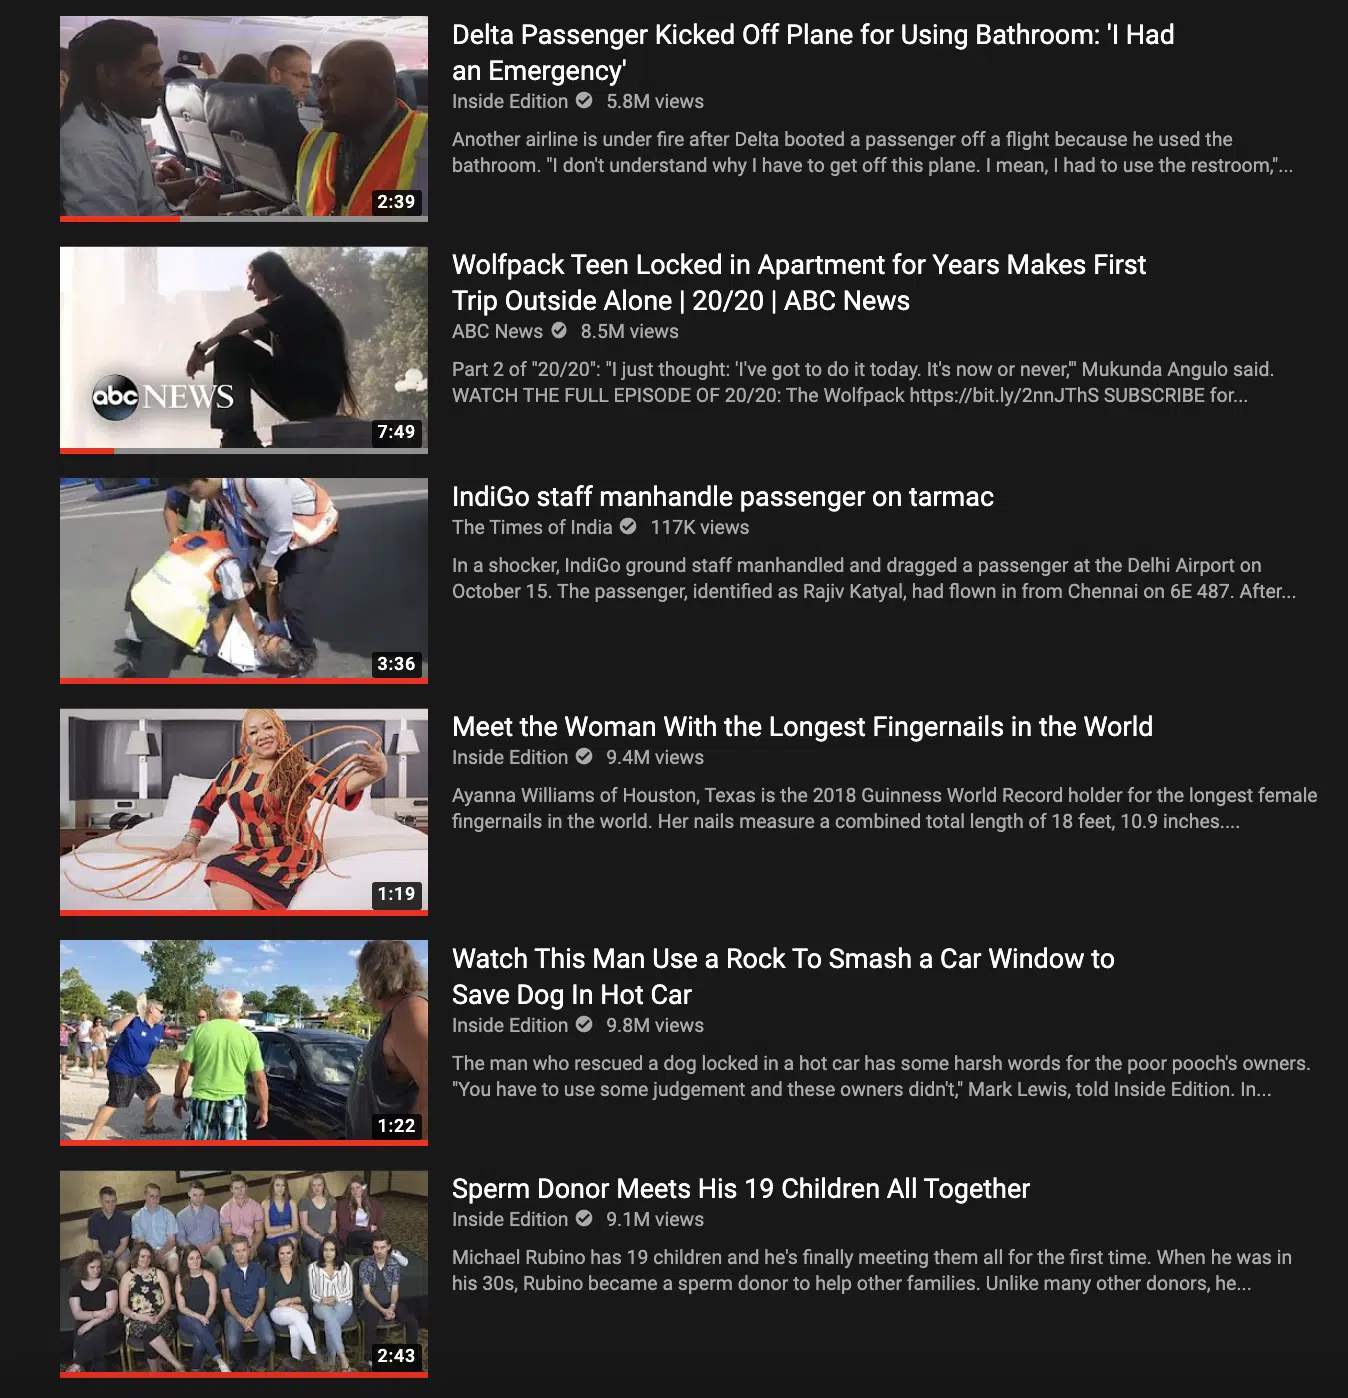 Delta Passenger Kicked Off Plane for Using Bathroom: 'I Had
an Emergency'
Inside Edition 5.8M views
Another airline is under fire after Delta booted a passenger off a flight because he used the
bathroom. "I don't understand why I have to get off this plane. I mean, I had to use the restroom,"...
2:39
Wolfpack Teen Locked in Apartment for Years Makes First
Trip Outside Alone | 20/20 | ABC News
ABC News 8.5M views
Part 2 of "20/20": "I just thought: 'I've got to do it today. It's now or never,'" Mukunda Angulo said.
WATCH THE FULL EPISODE OF 20/20: The Wolfpack https://bit.ly/2nnJThS SUBSCRIBE for...
abc NEWS
7:49
IndiGo staff manhandle passenger on tarmac
The Times of India 117K views
In a shocker, IndiGo ground staff manhandled and dragged a passenger at the Delhi Airport on
October 15. The passenger, identified as Rajiv Katyal, had flown in from Chennai on 6E 487. After...
3:36
Meet the Woman With the Longest Fingernails in the World
Inside Edition 9.4M views
Ayanna Williams of Houston, Texas is the 2018 Guinness World Record holder for the longest female
fingernails in the world. Her nails measure a combined total length of 18 feet, 10.9 inches....
1:19
Watch This Man Use a Rock To Smash a Car Window to
Save Dog In Hot Car
Inside Edition 9.8M views
The man who rescued a dog locked in a hot car has some harsh words for the poor pooch's owners.
"You have to use some judgement and these owners didn't," Mark Lewis, told Inside Edition. In...
1:22
Sperm Donor Meets His 19 Children All Together
Inside Edition 9.1M views
Michael Rubino has 19 children and he's finally meeting them all for the first time. When he was in
his 30s, Rubino became a sperm donor to help other families. Unlike many other donors, he...
2:43